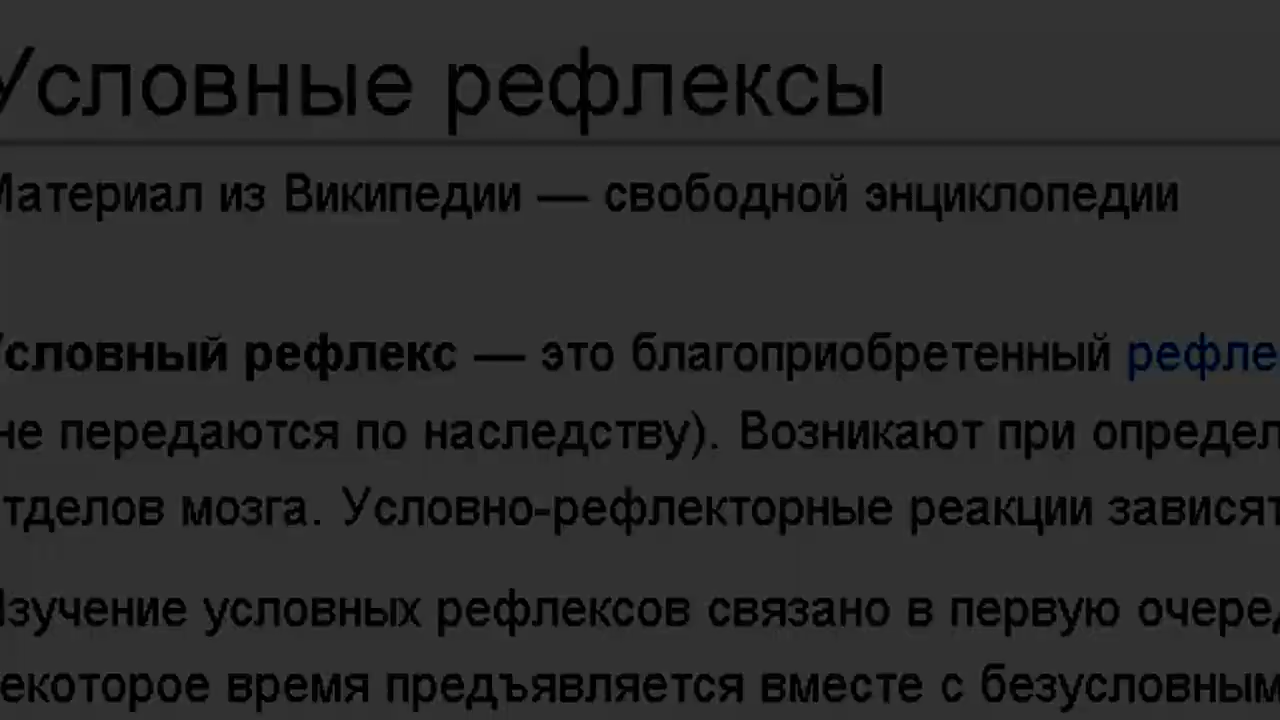 Условные рефлексы
Материал из Википедии — свободной энциклопедии
Условный рефлекс — это благоприобретенный рефле
не передаются по наследству). Возникают при определ
тделов мозга. Условно-рефлекторные реакции зависят
Изучение условных рефлексов связано в первую очеред
екоторое время предъявляется вместе с безусловным